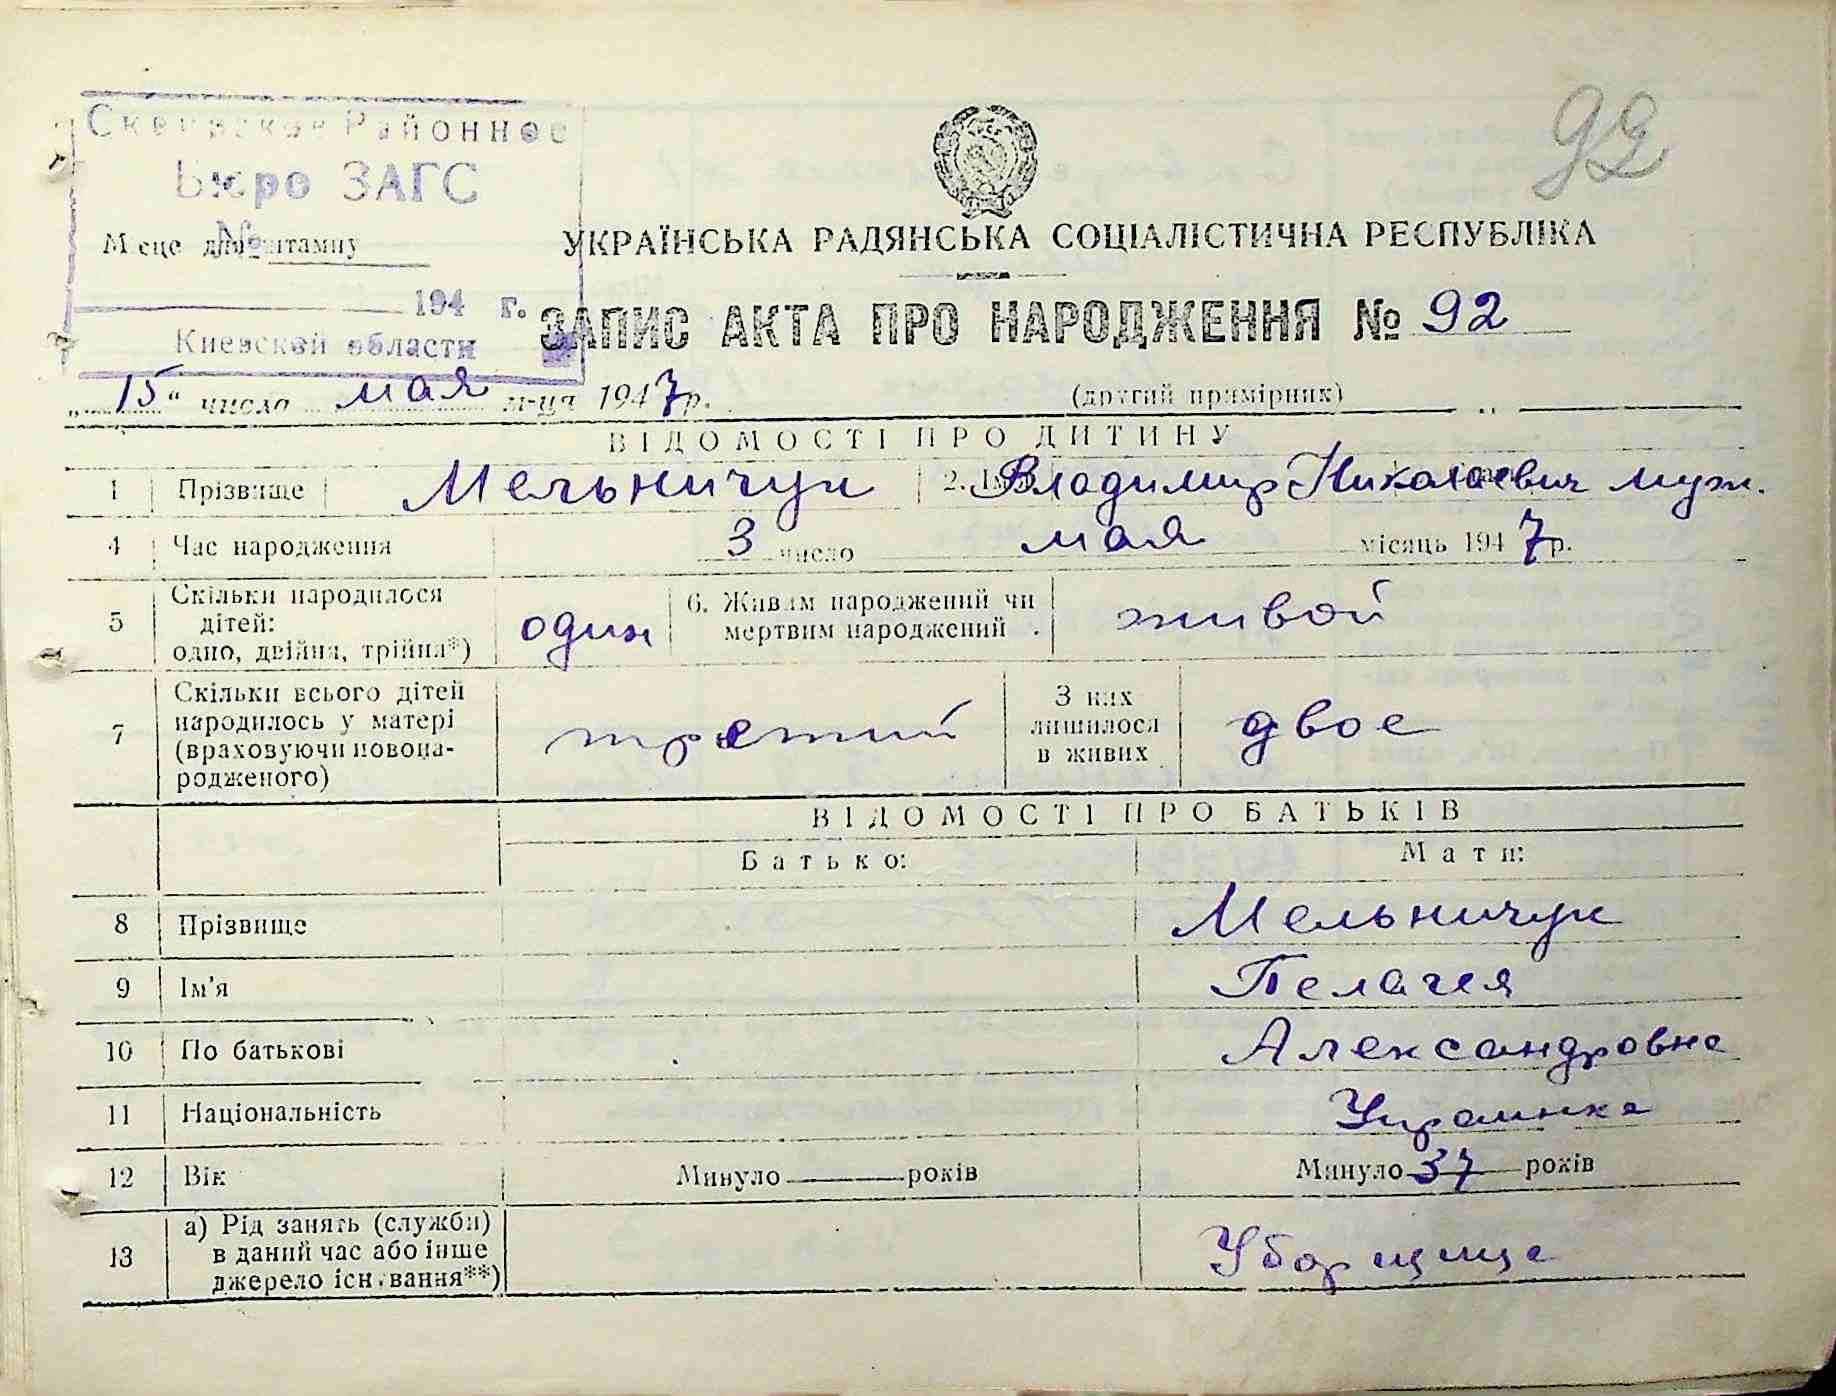 Сквирское Районное
Бюро ЗАГС
Місце для штампу
№
194 г.
Киевской области
92
УКРАЇНСЬКА РАДЯНСЬКА СОЦІАЛІСТИЧНА РЕСПУБЛІКА
ЗАПИС АКТА ПРО НАРОДЖЕННЯ № 92
„15“ число мая м-ця 1947 р.
(другий примірник)
ВІДОМОСТІ ПРО ДИТИНУ
1 Прізвище Мельничук 2. Владимир Николаевич муж.
4 Час народження 3 число мая місяць 1947 р.
5 Скільки народилося
дітей:
одно, двійня, трійня*)
один
6. Живим народжений чи
мертвим народжений
живой
7 Скільки всього дітей
народилось у матері
(враховуючи новона-
родженого)
третий
З них
лишилося
в живих
двое
ВІДОМОСТІ ПРО БАТЬКІВ
Батько: Мати:
8 Прізвище Мельничук
9 Ім'я Пелагея
10 По батькові Александровна
11 Національність Украинка
12 Вік Минуло років Минуло 37 років
13 а) Рід занять (служби)
в даний час або інше
джерело існування**)
Уборщица